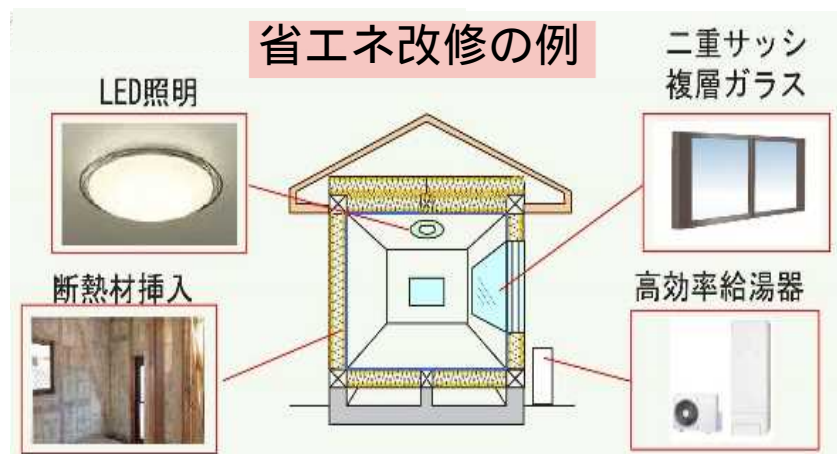 省エネ改修の例
LED照明
二重サッシ
複層ガラス
断熱材挿入
高効率給湯器